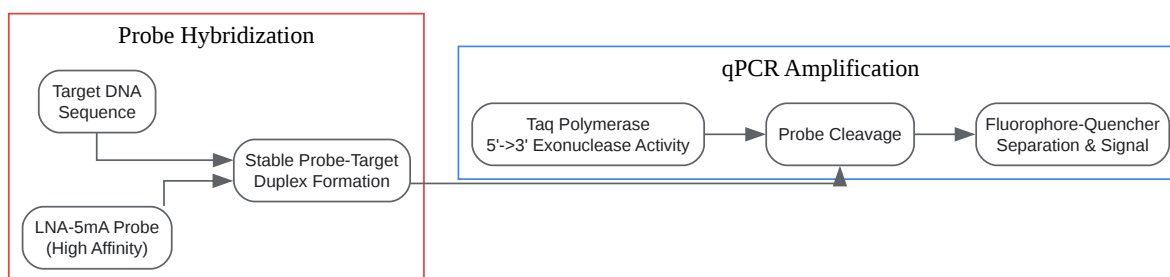 Probe Hybridization
Target DNA
Sequence
LNA-5mA Probe
(High Affinity)
Stable Probe-Target
Duplex Formation
qPCR Amplification
Taq Polymerase
5'->3' Exonuclease Activity
Probe Cleavage
Fluorophore-Quencher
Separation & Signal